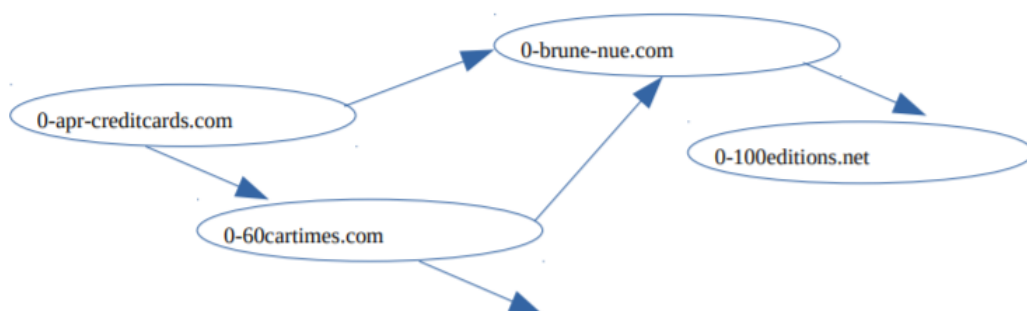 0-brune-nue.com
0-apr-creditcards.com
0-100editions.net
0-60cartimes.com